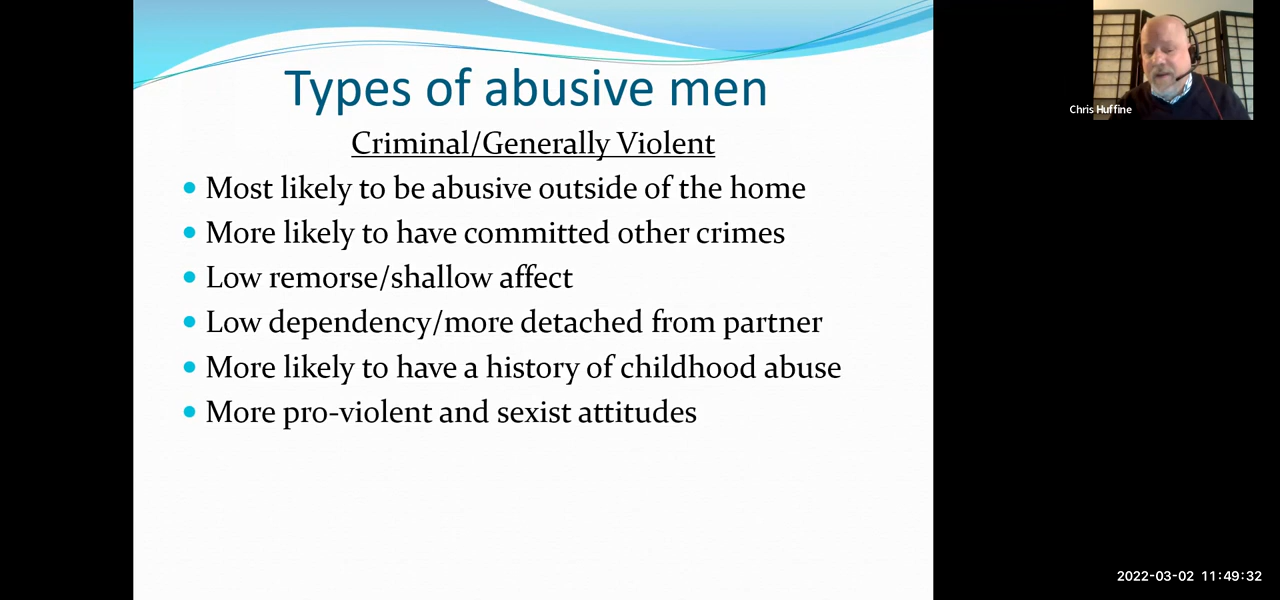 Types of abusive men
Criminal/Generally Violent
Most likely to be abusive outside of the home
More likely to have committed other crimes
Low remorse/shallow affect
Low dependency/more detached from partner
More likely to have a history of childhood abuse
More pro-violent and sexist attitudes
Chris Huffine
2022-03-02 11:49:32